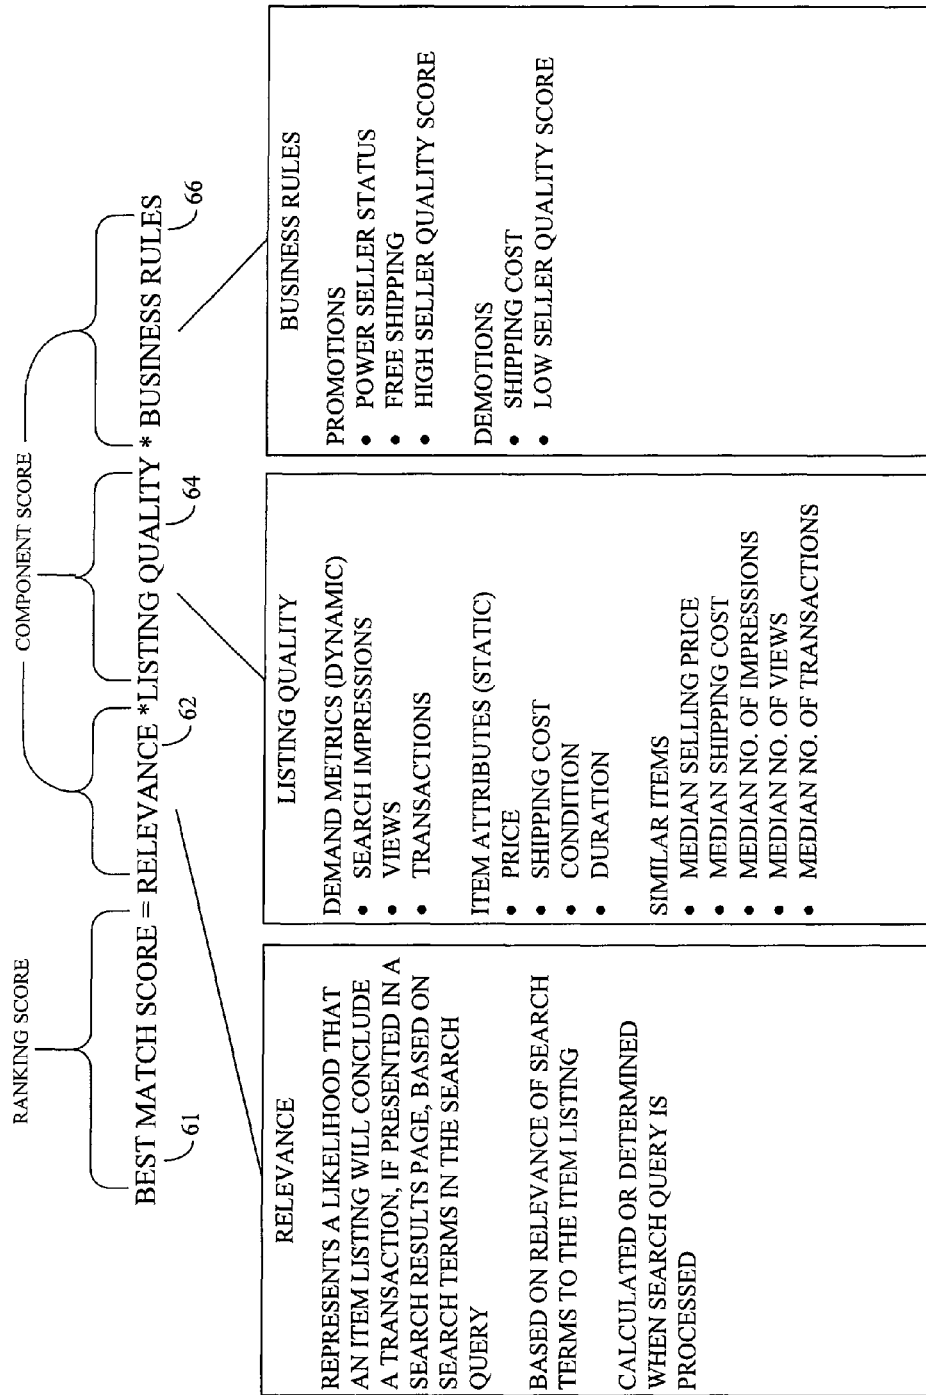 RANKING SCORE
COMPONENT SCORE
BEST MATCH SCORE = RELEVANCE *LISTING QUALITY * BUSINESS RULES
61
62
64
66
RELEVANCE
REPRESENTS A LIKELIHOOD THAT
AN ITEM LISTING WILL CONCLUDE
A TRANSACTION, IF PRESENTED IN A
SEARCH RESULTS PAGE, BASED ON
SEARCH TERMS IN THE SEARCH
QUERY
BASED ON RELEVANCE OF SEARCH
TERMS TO THE ITEM LISTING
CALCULATED OR DETERMINED
WHEN SEARCH QUERY IS
PROCESSED
LISTING QUALITY
DEMAND METRICS (DYNAMIC)
• SEARCH IMPRESSIONS
• VIEWS
• TRANSACTIONS
ITEM ATTRIBUTES (STATIC)
• PRICE
• SHIPPING COST
• CONDITION
• DURATION
SIMILAR ITEMS
• MEDIAN SELLING PRICE
• MEDIAN SHIPPING COST
• MEDIAN NO. OF IMPRESSIONS
• MEDIAN NO. OF VIEWS
• MEDIAN NO. OF TRANSACTIONS
BUSINESS RULES
PROMOTIONS
• POWER SELLER STATUS
• FREE SHIPPING
• HIGH SELLER QUALITY SCORE
DEMOTIONS
• SHIPPING COST
• LOW SELLER QUALITY SCORE